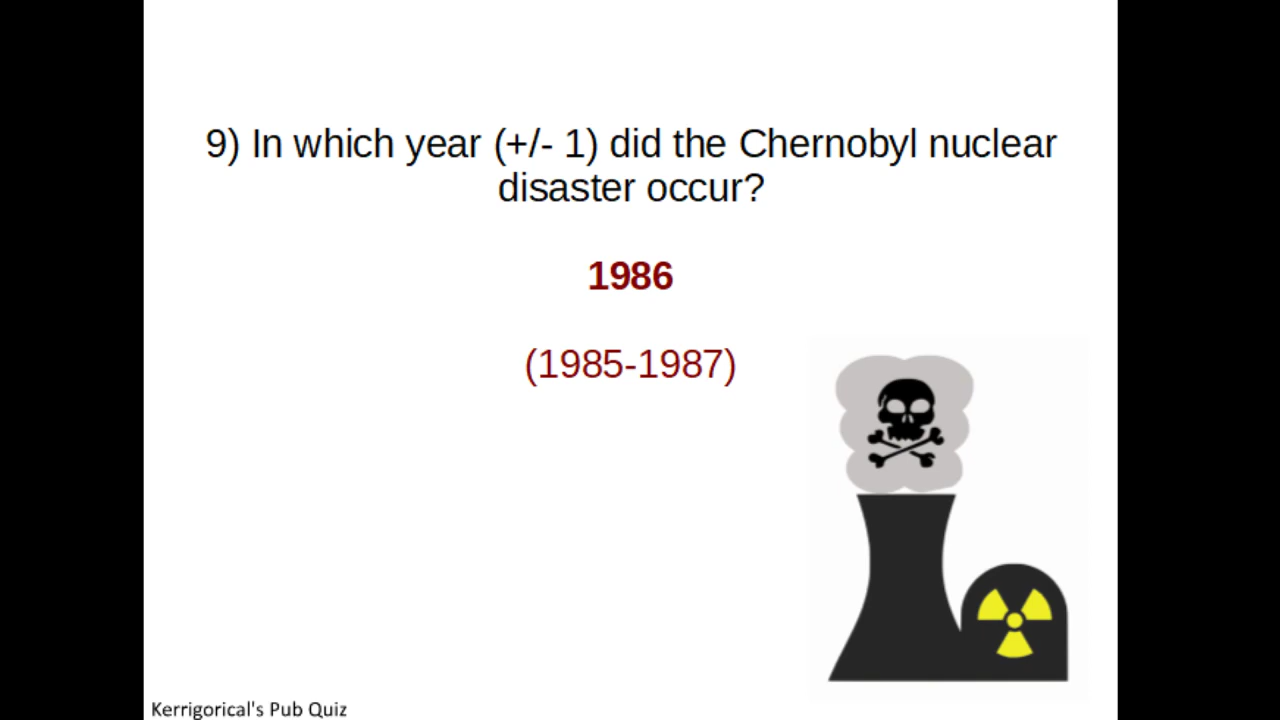 9) In which year (+/- 1) did the Chernobyl nuclear
disaster occur?
1986
(1985-1987)
Kerrigorical's Pub Quiz